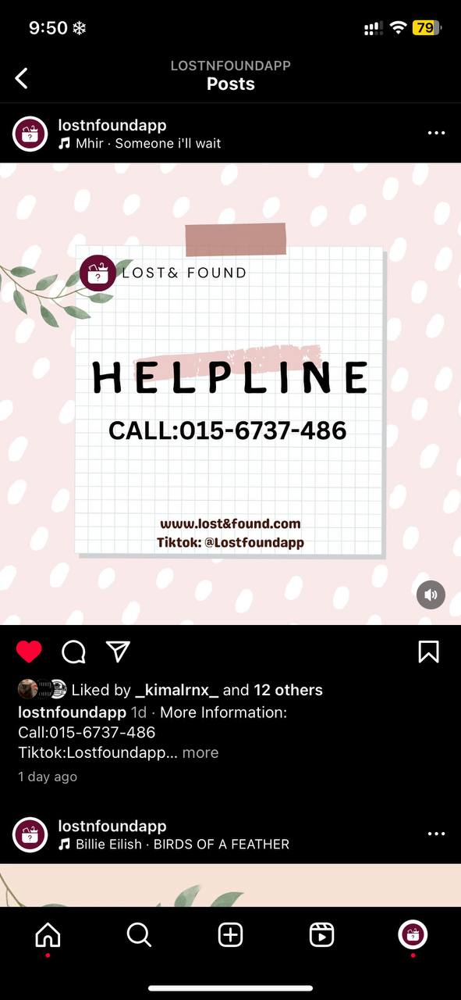 9:50
79
LOSTNFOUNDAPP
Posts
lostnfoundapp
Mhir · Someone i'll wait
LOST& FOUND
HELPLINE
CALL:015-6737-486
www.lost&found.com
Tiktok: @Lostfoundapp
Liked by _kimalrnx_ and 12 others
lostnfoundapp 1d · More Information:
Call:015-6737-486
Tiktok:Lostfoundapp... more
1 day ago
lostnfoundapp
Billie Eilish · BIRDS OF A FEATHER